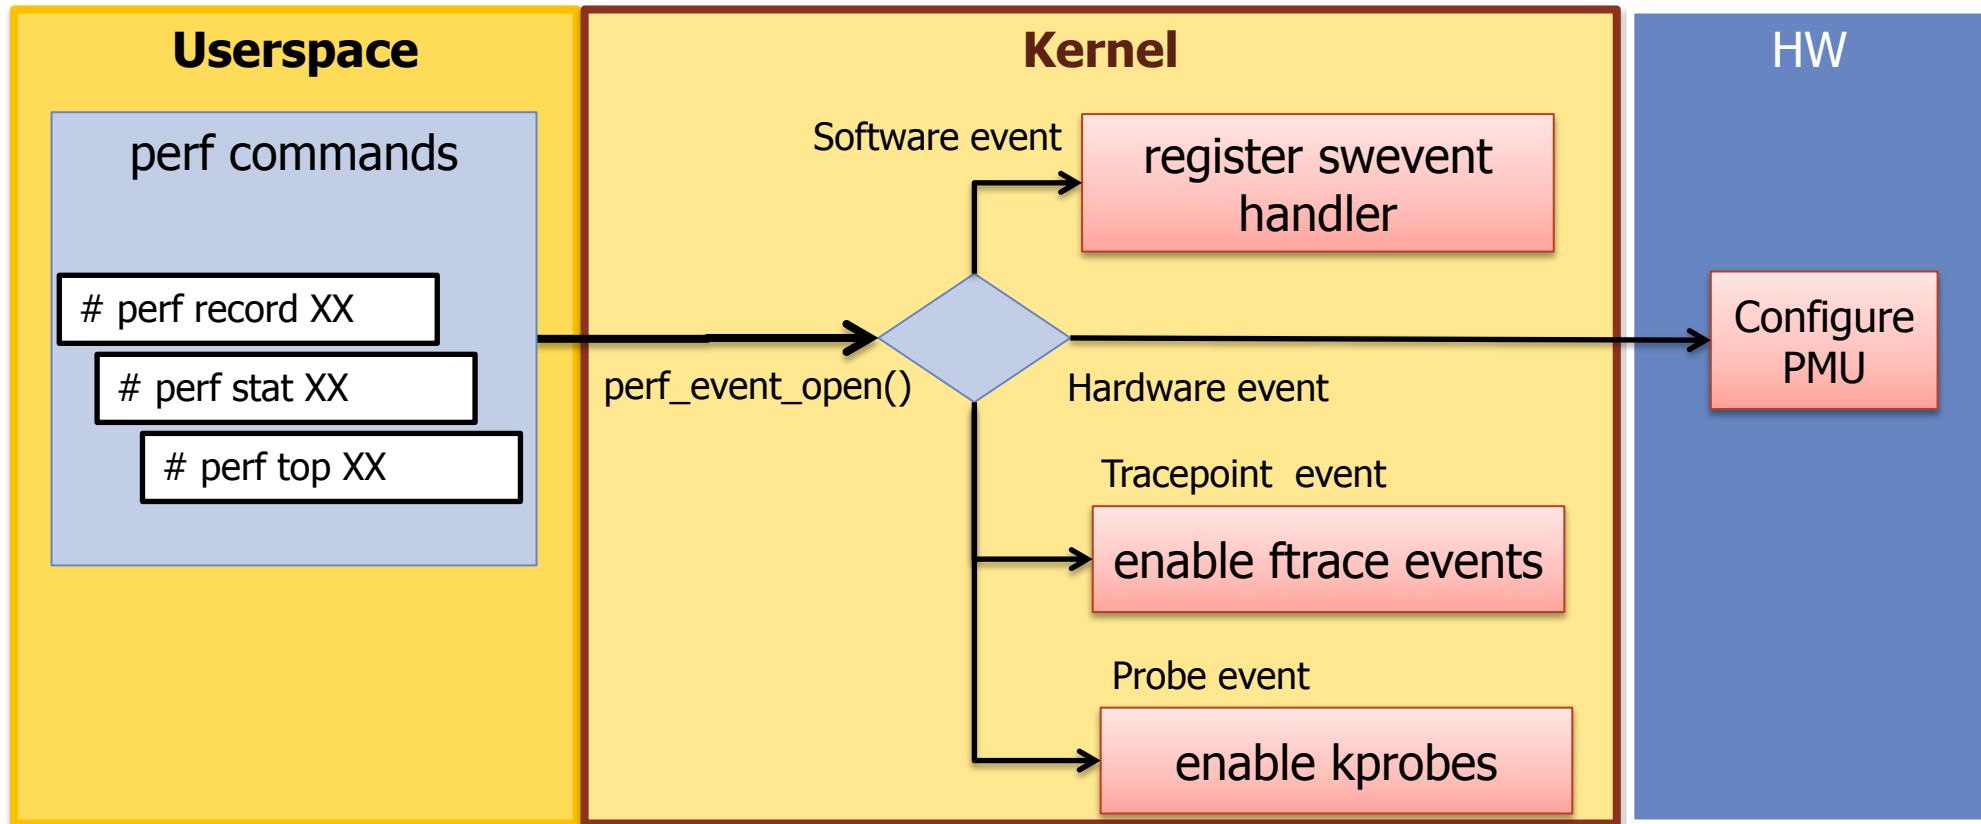 Userspace
perf commands
# perf record XX
# perf stat XX
# perf top XX
Kernel
perf_event_open()
Software event
register swevent
handler
Hardware event
Tracepoint  event
enable ftrace events
Probe event
enable kprobes
HW
Configure
PMU